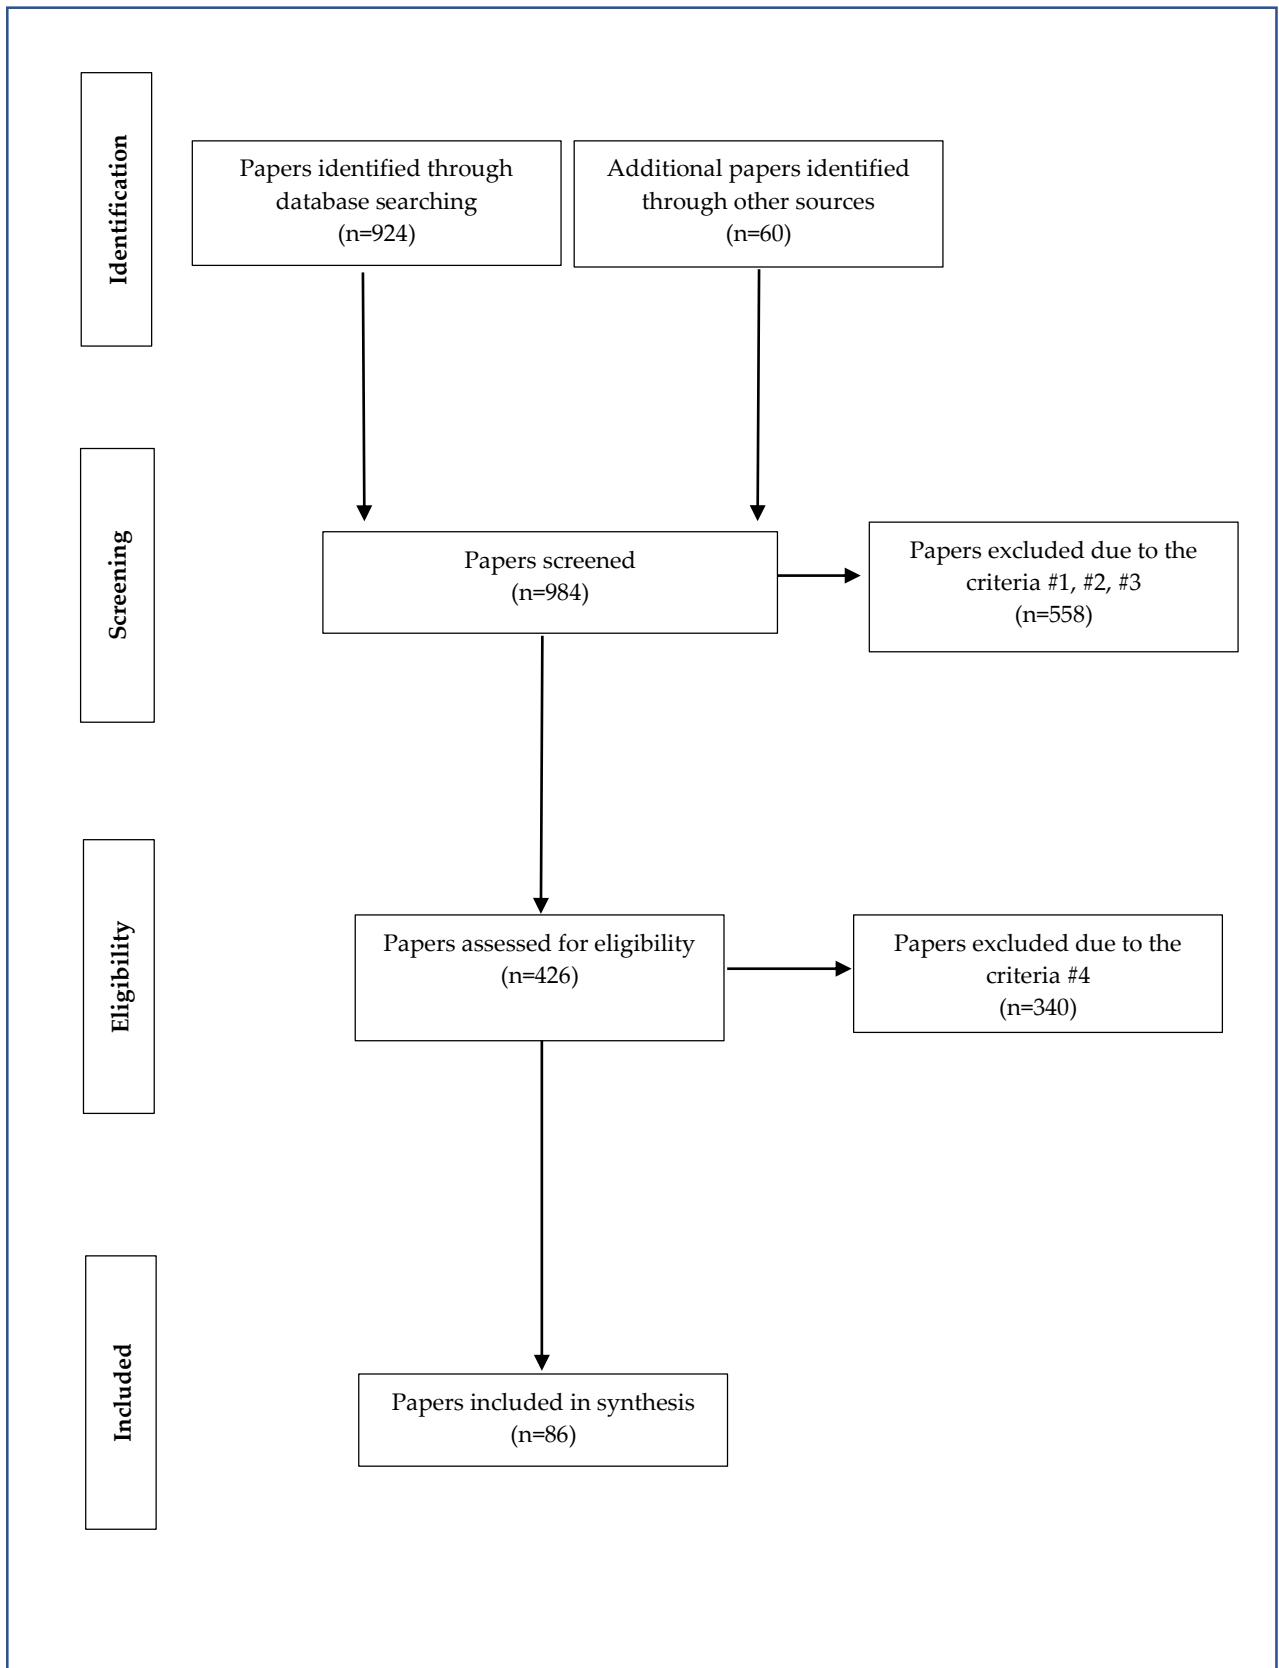 Identification
Papers identified through
database searching
(n=924)
Additional papers identified
through other sources
(n=60)
Screening
Papers screened
(n=984)
Papers excluded due to the
criteria #1, #2, #3
(n=558)
Eligibility
Papers assessed for eligibility
(n=426)
Papers excluded due to the
criteria #4
(n=340)
Included
Papers included in synthesis
(n=86)